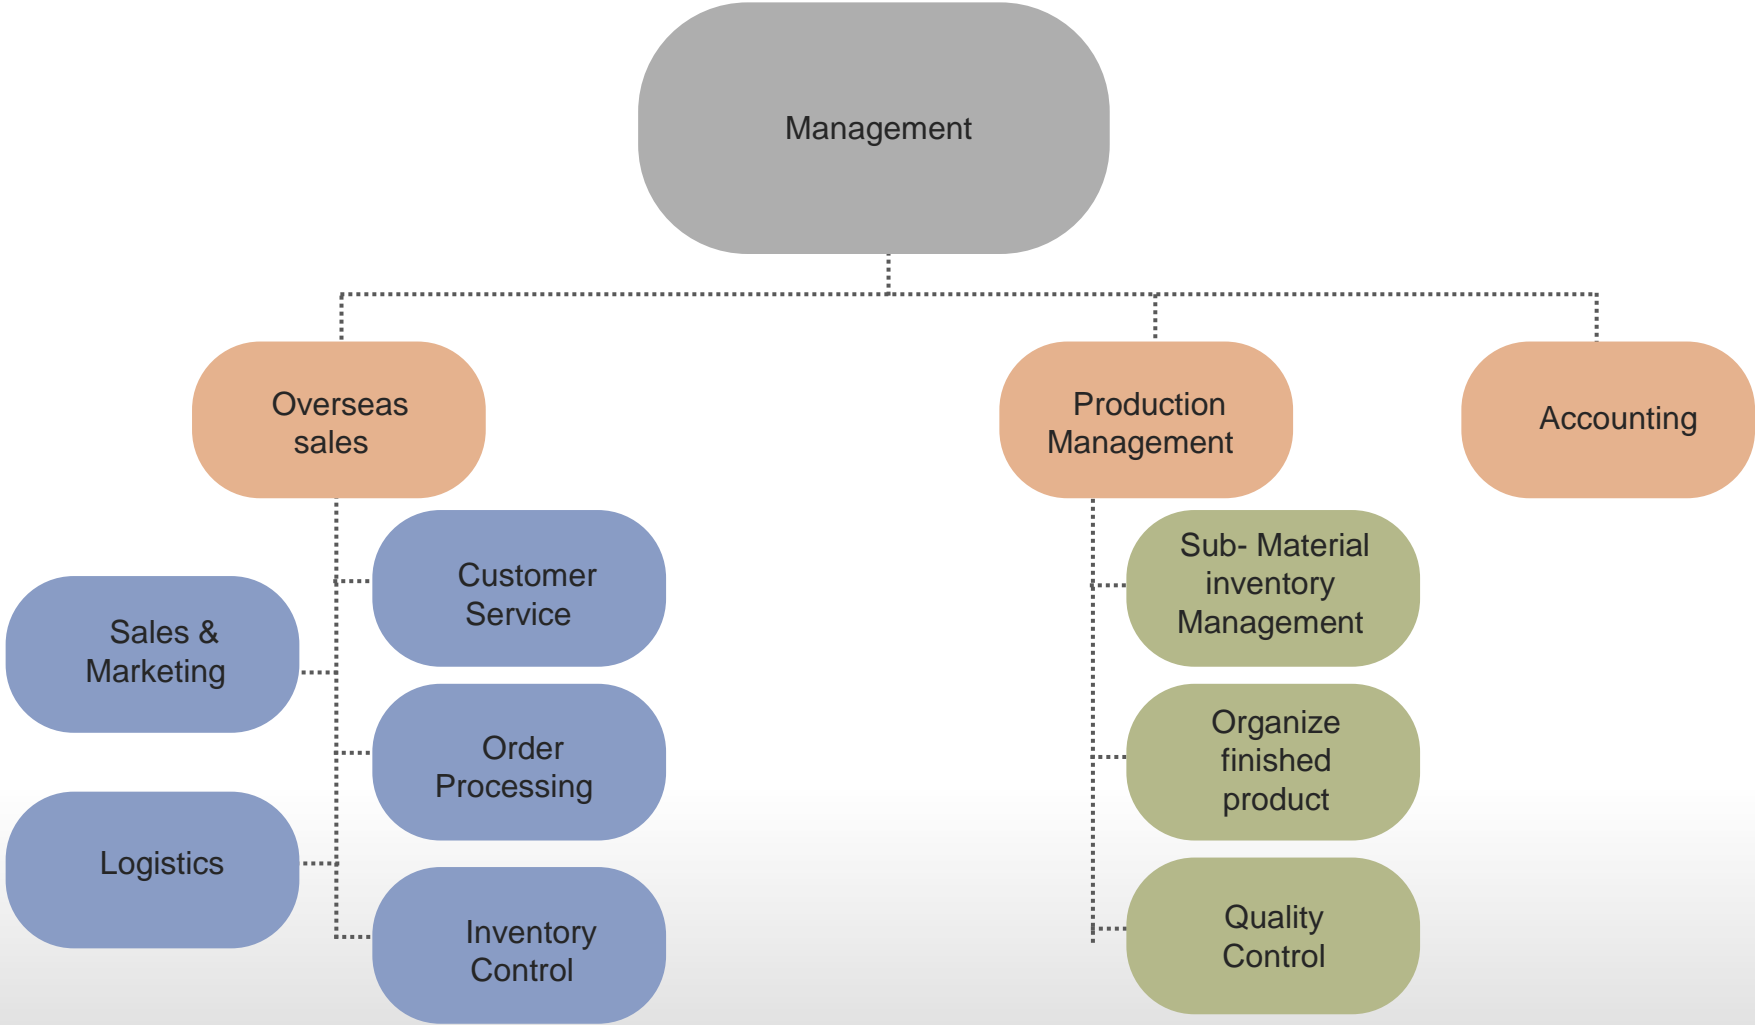 Management
Overseas
sales
Production
Management
Accounting
Customer
Service
Sales &
Marketing
Order
Processing
Logistics
Inventory
Control
Sub- Material
inventory
Management
Organize
finished
product
Quality
Control